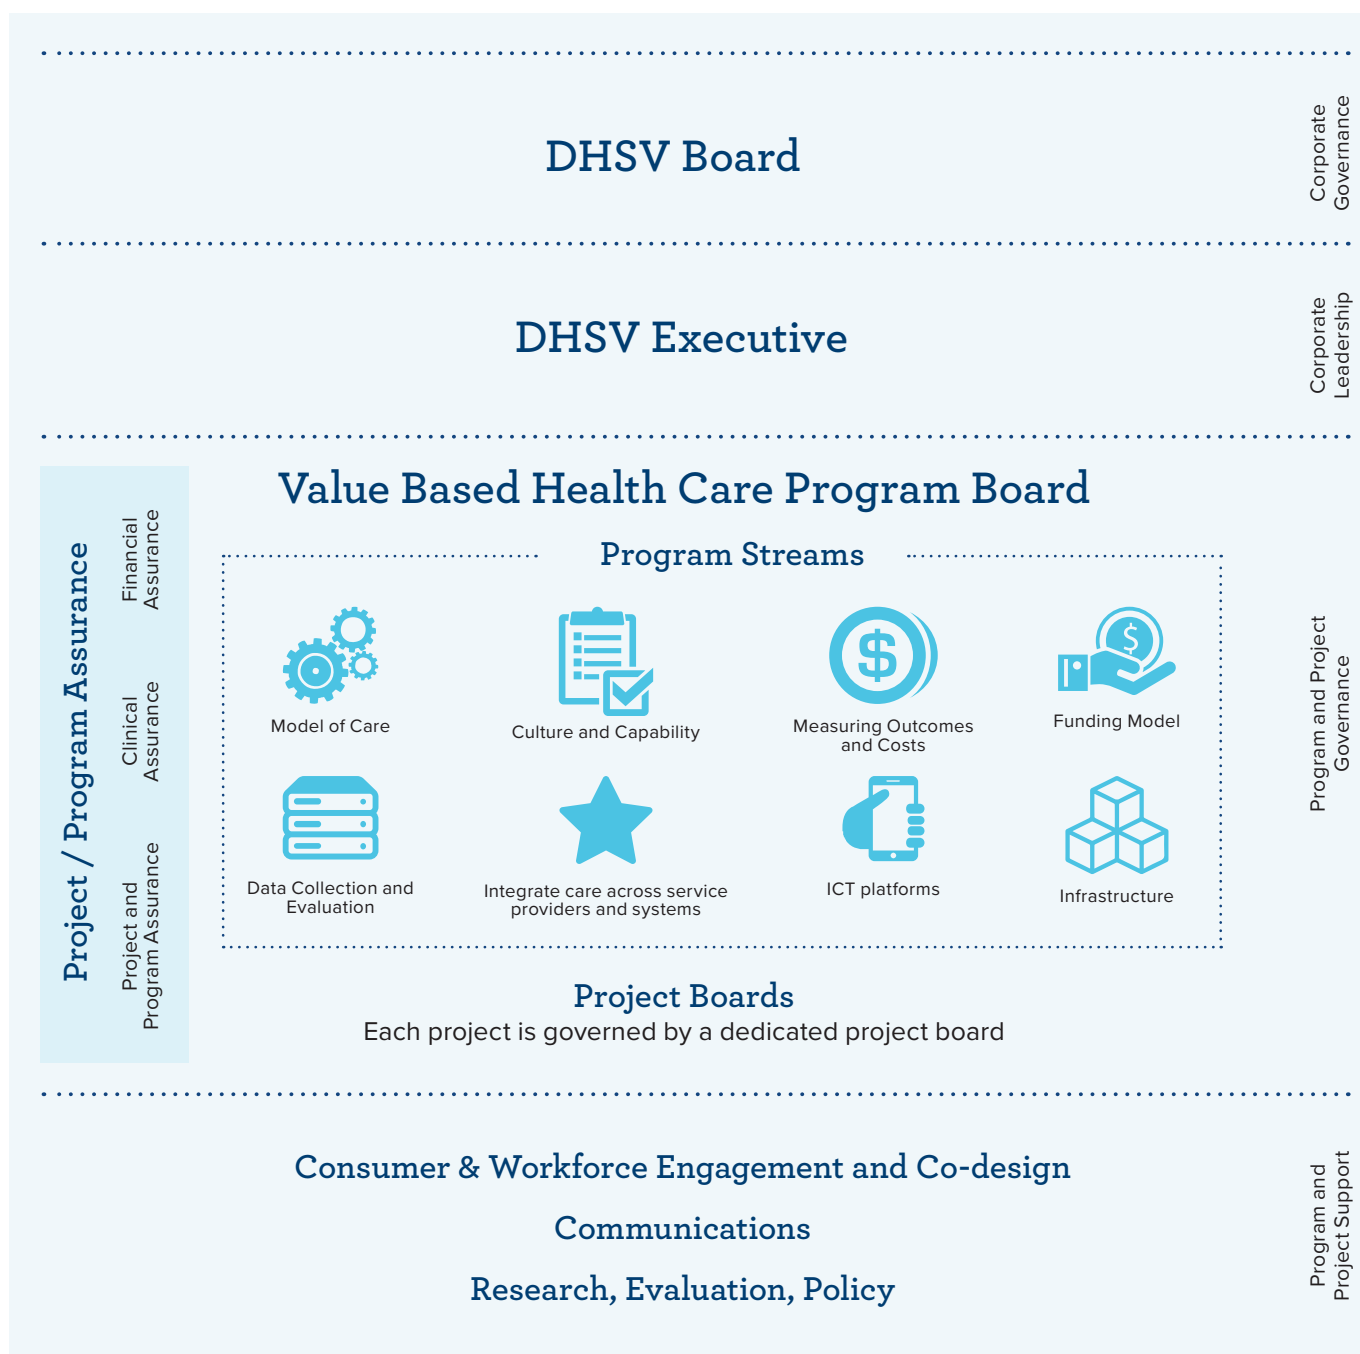 DHSV Board
Corporate
Governance
DHSV Executive
Corporate
Leadership
Project / Program Assurance
Financial
Assurance
Clinical
Assurance
Project and
Program Assurance
Value Based Health Care Program Board
Program Streams
Model of Care
Culture and Capability
Measuring Outcomes
and Costs
Funding Model
Data Collection and
Evaluation
Integrate care across service
providers and systems
ICT platforms
Infrastructure
Project Boards
Each project is governed by a dedicated project board
Program and Project
Governance
Consumer & Workforce Engagement and Co-design
Communications
Research, Evaluation, Policy
Program and
Project Support